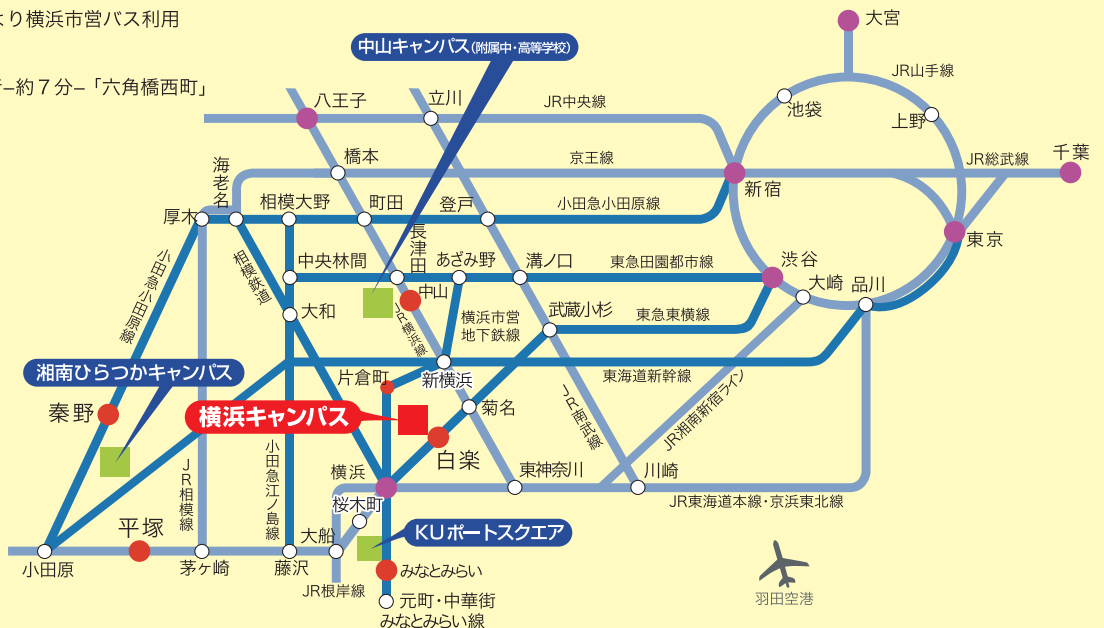 より横浜市営バス利用
–約７分–「六角橋西町」
大宮
中山キャンパス(附属中・高等学校)
JR山手線
八王子
立川
JR中央線
池袋
上野
橋本
京王線
JR総武線
千葉
海老名
新宿
厚木
相模大野
町田
登戸
小田急小田原線
東京
長津田
中央林間
あざみ野
溝ノ口
東急田園都市線
渋谷
小田急小田原線
相模鉄道
中山
大崎
品川
大和
JR横浜線
横浜市営
地下鉄線
武蔵小杉
東急東横線
湘南ひらつかキャンパス
片倉町
新横浜
東海道新幹線
JR湘南新宿ライン
秦野
横浜キャンパス
菊名
JR南武線
白楽
小田急江ノ島線
JR相模線
横浜
東神奈川
川崎
JR東海道本線・京浜東北線
桜木町
平塚
大船
KUポートスクエア
小田原
茅ヶ崎
藤沢
みなとみらい
JR根岸線
元町・中華街
みなとみらい線
羽田空港